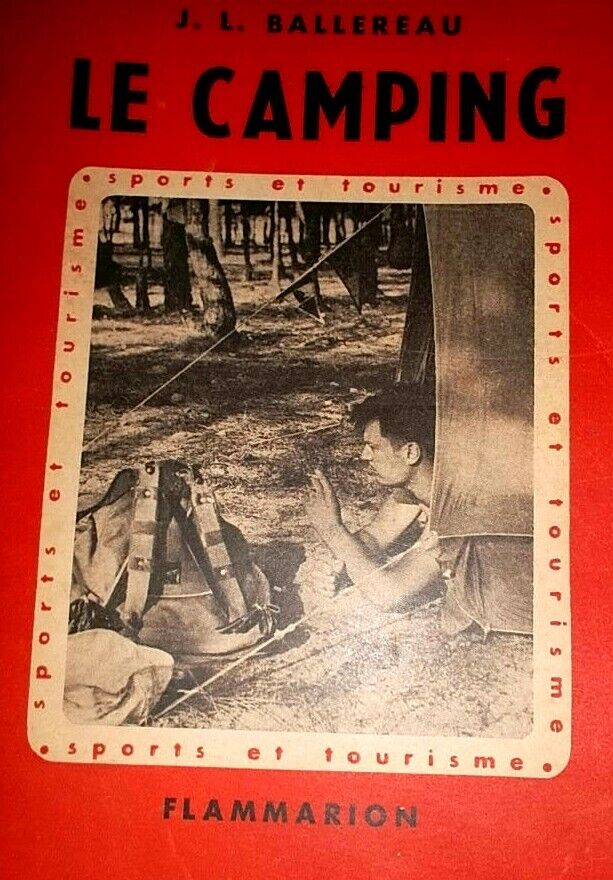 J. L. BALLEREAU
LE CAMPING
• sports et tourisme •
sports et tourisme
sports et tourisme
• sports et tourisme •
FLAMMARION